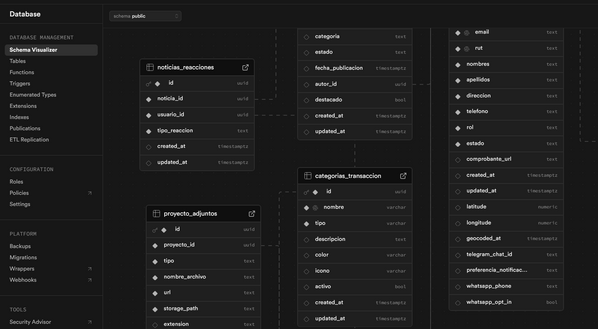 Database
schema public
DATABASE MANAGEMENT
Schema Visualizer
Tables
Functions
Triggers
Enumerated Types
Extensions
Indexes
Publications
ETL Replication
CONFIGURATION
Roles
Policies
Settings
PLATFORM
Backups
Migrations
Wrappers
Webhooks
TOOLS
Security Advisor
noticias_reacciones
id uuid
noticia_id uuid
usuario_id uuid
tipo_reaccion text
created_at timestamptz
updated_at timestamptz
proyecto_adjuntos
id uuid
proyecto_id uuid
tipo text
nombre_archivo text
url text
storage_path text
extension text
categoria text
estado text
fecha_publicacion timestamptz
autor_id uuid
destacado bool
created_at timestamptz
updated_at timestamptz
categorias_transaccion
id uuid
nombre varchar
tipo varchar
descripcion text
color varchar
icono varchar
activo bool
created_at timestamptz
updated_at timestamptz
email text
rut text
nombres text
apellidos text
direccion text
telefono text
rol text
estado text
comprobante_url text
created_at timestamptz
updated_at timestamptz
latitude numeric
longitude numeric
geocoded_at timestamptz
telegram_chat_id text
preferencia_notificac... text
whatsapp_phone text
whatsapp_opt_in bool